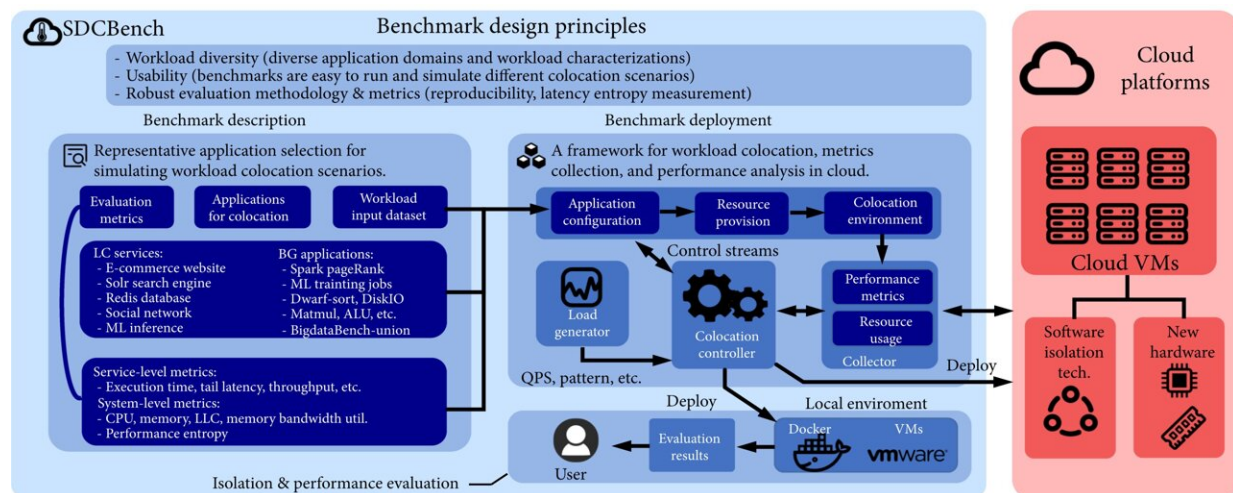 SDCBench
Benchmark design principles
- Workload diversity (diverse application domains and workload characterizations)
- Usability (benchmarks are easy to run and simulate different colocation scenarios)
- Robust evaluation methodology & metrics (reproducibility, latency entropy measurement)
Benchmark description
Representative application selection for
simulating workload colocation scenarios.
Evaluation
metrics
Applications
for colocation
Workload
input dataset
LC services:
- E-commerce website
- Solr search engine
- Redis database
- Social network
- ML inference
BG applications:
- Spark pageRank
- ML trainting jobs
- Dwarf-sort, DiskIO
- Matmul, ALU, etc.
- BigdataBench-union
Service-level metrics:
- Execution time, tail latency, throughput, etc.
System-level metrics:
- CPU, memory, LLC, memory bandwidth util.
- Performance entropy
Benchmark deployment
A framework for workload colocation, metrics
collection, and performance analysis in cloud.
Application
configuration
Resource
provision
Colocation
environment
Control streams
Load
generator
Colocation
controller
Performance
metrics
Resource
usage
Collector
QPS, pattern, etc.
Deploy
Deploy
Local enviroment
User
Evaluation
results
Docker
VMs
vmware®
Isolation & performance evaluation
Cloud
platforms
Cloud VMs
Software
isolation
tech.
New
hardware